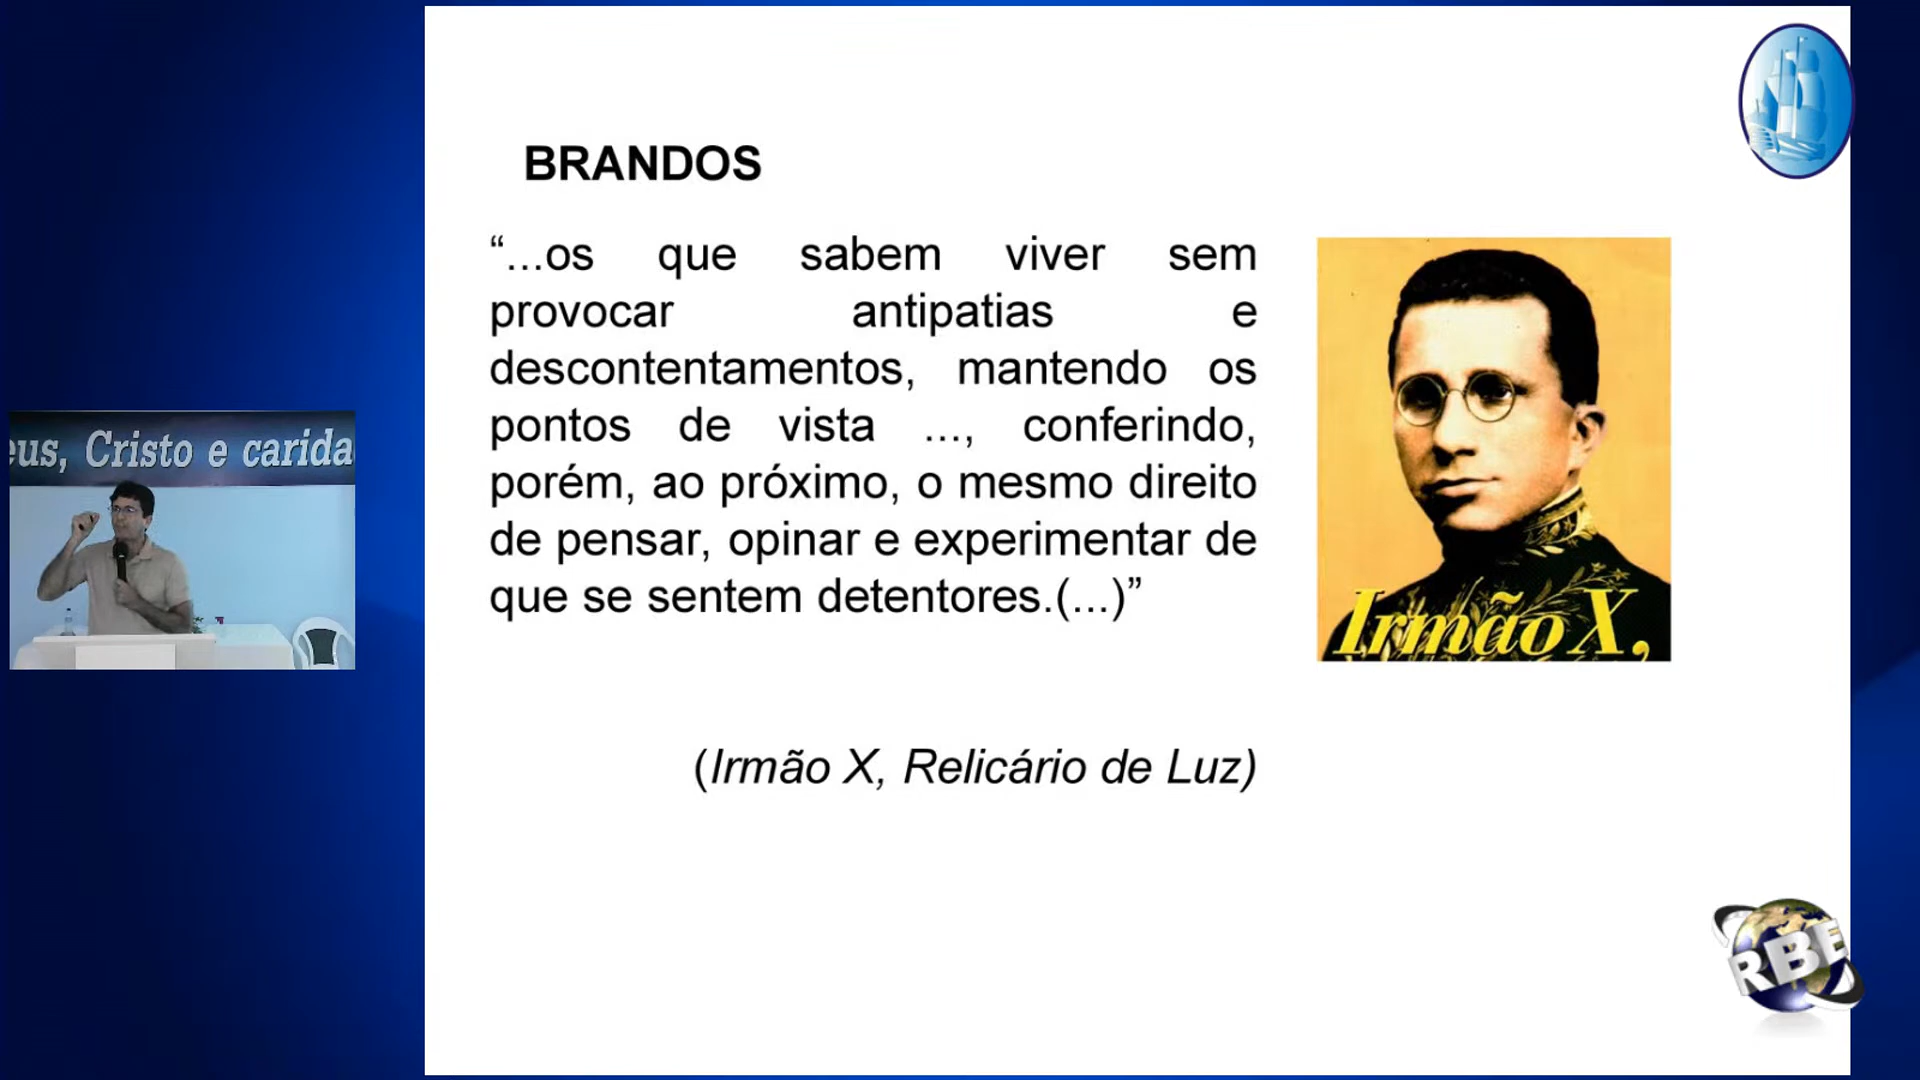 BRANDOS
“...os que sabem viver sem
provocar antipatias e
descontentamentos, mantendo os
pontos de vista ..., conferindo,
porém, ao próximo, o mesmo direito
de pensar, opinar e experimentar de
que se sentem detentores.(...)”
(Irmão X, Relicário de Luz)
Irmão X,
eus, Cristo e carida
RBE